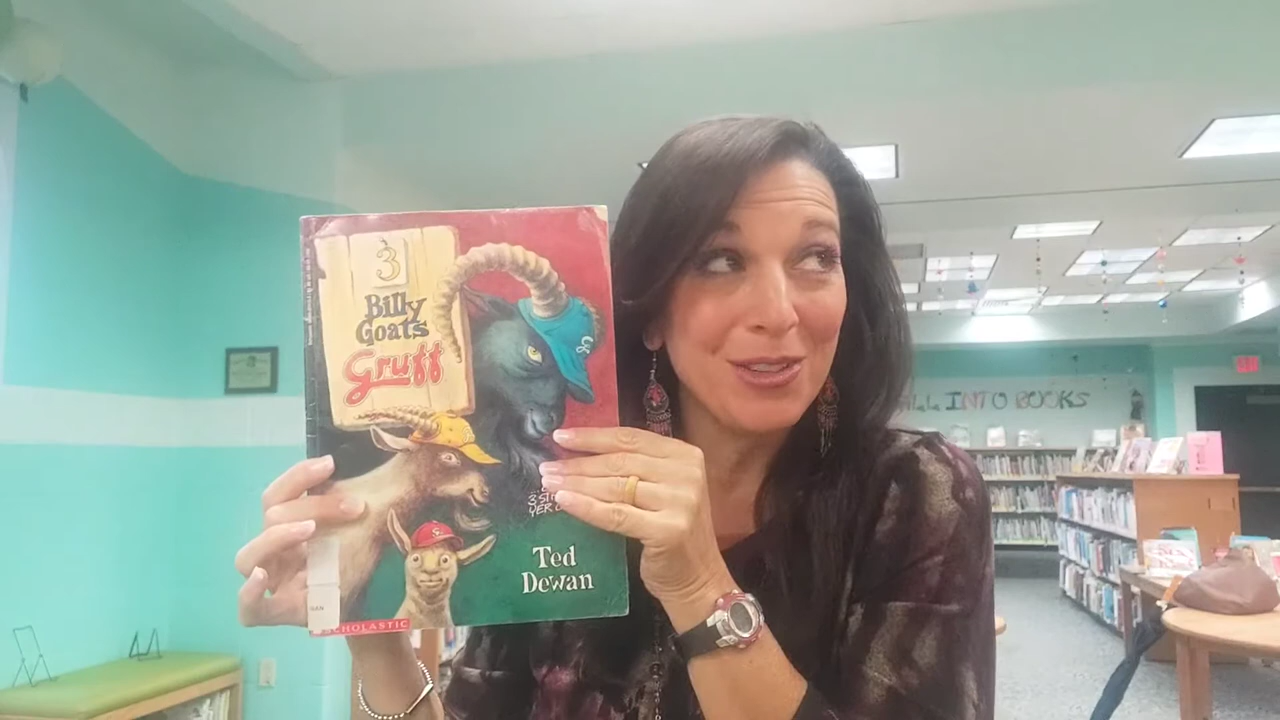 3
Billy
Goats
Gruff
Ted
Dewan
SCHOLASTIC
INTO BOOKS